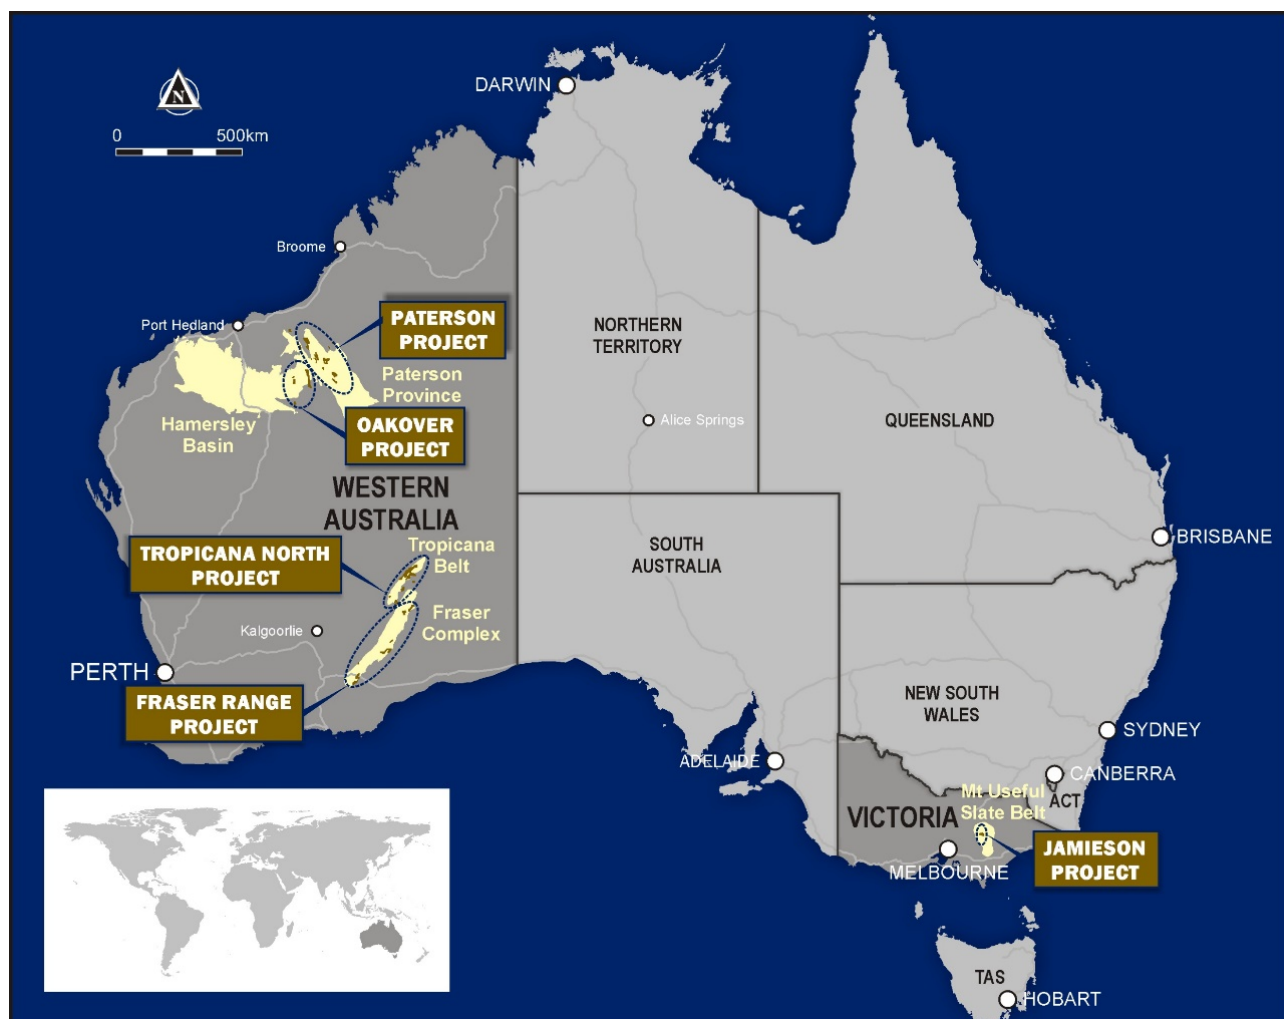 DARWIN
N
0 500km
Broome
Port Hedland
PATERSON
PROJECT
NORTHERN
TERRITORY
Paterson
Province
Hamersley
Basin
OAKOVER
PROJECT
Alice Springs
QUEENSLAND
WESTERN
AUSTRALIA
TROPICANA NORTH
PROJECT
Tropicana
Belt
SOUTH
AUSTRALIA
BRISBANE
Kalgoorlie
Fraser
Complex
PERTH
FRASER RANGE
PROJECT
NEW SOUTH
WALES
SYDNEY
ADELAIDE
CANBERRA
ACT
Mt Useful
Slate Belt
VICTORIA
MELBOURNE
JAMIESON
PROJECT
TAS
HOBART